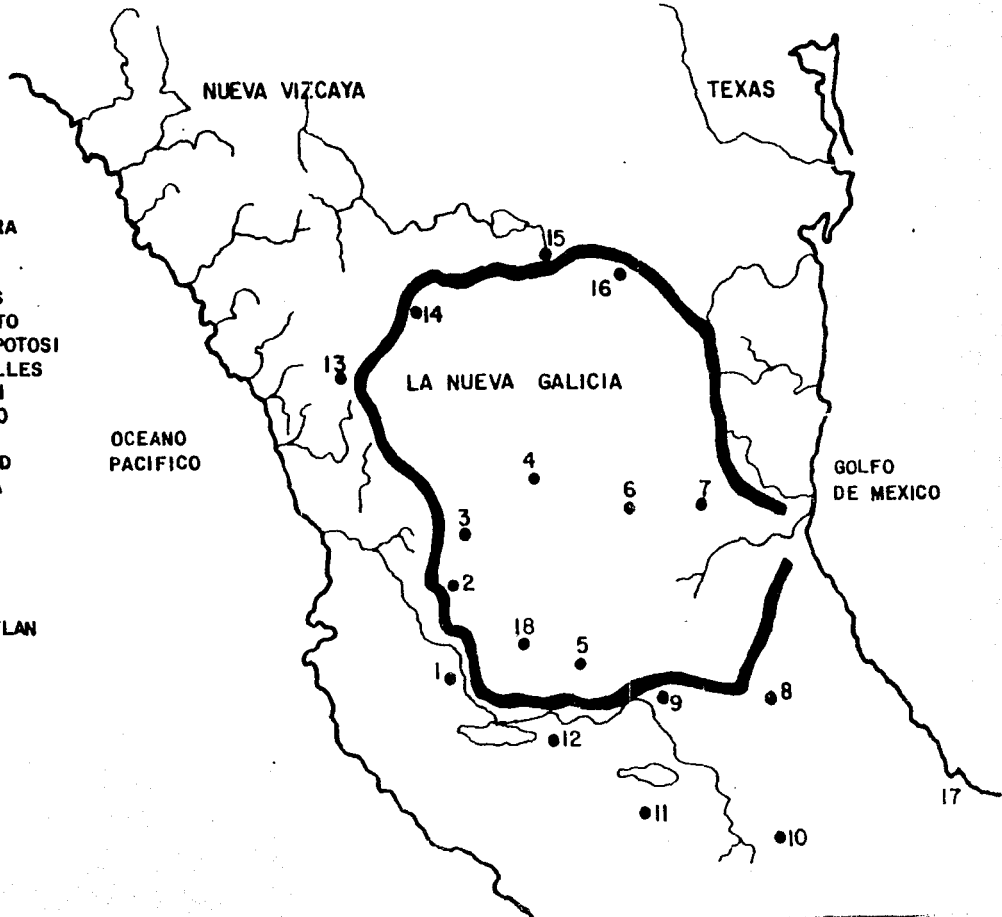 NUEVA VIZCAYA
TEXAS
RA
S
TO
POTOSI
LLES
N
O
D
A
TLAN
15
16
14
13
LA NUEVA GALICIA
OCEANO
PACIFICO
GOLFO
DE MEXICO
4
6
7
3
2
18
5
1
9
8
12
11
10
17